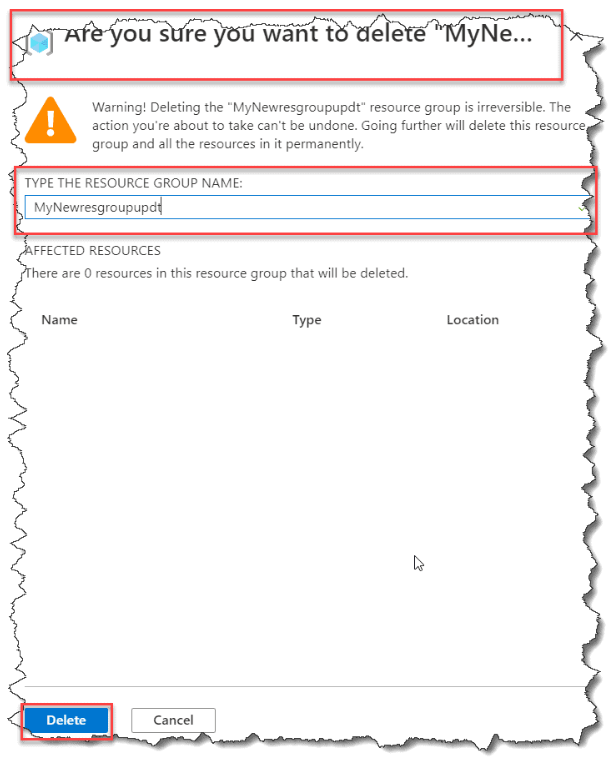 Are you sure you want to delete "MyNe...
Warning! Deleting the "MyNewresgroupupdt" resource group is irreversible. The
action you're about to take can't be undone. Going further will delete this resource
group and all the resources in it permanently.
TYPE THE RESOURCE GROUP NAME:
MyNewresgroupupdt
AFFECTED RESOURCES
There are 0 resources in this resource group that will be deleted.
Name Type Location
Delete Cancel